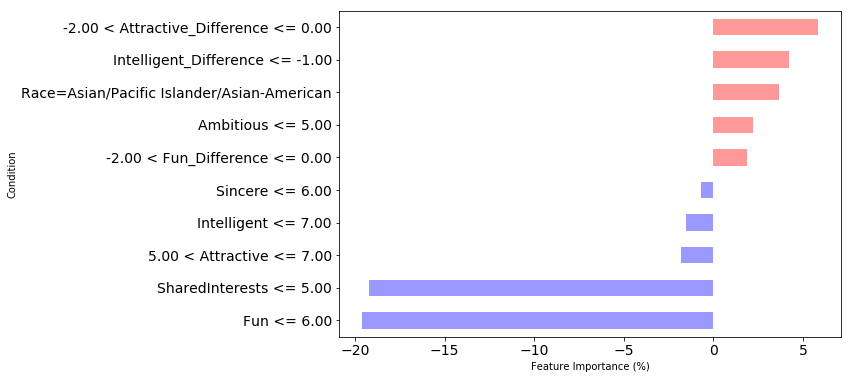 -2.00 < Attractive_Difference <= 0.00
Intelligent_Difference <= -1.00
Race=Asian/Pacific Islander/Asian-American
Ambitious <= 5.00
-2.00 < Fun_Difference <= 0.00
Sincere <= 6.00
Intelligent <= 7.00
5.00 < Attractive <= 7.00
SharedInterests <= 5.00
Fun <= 6.00
Condition
−20 −15 −10 −5 0 5
Feature Importance (%)